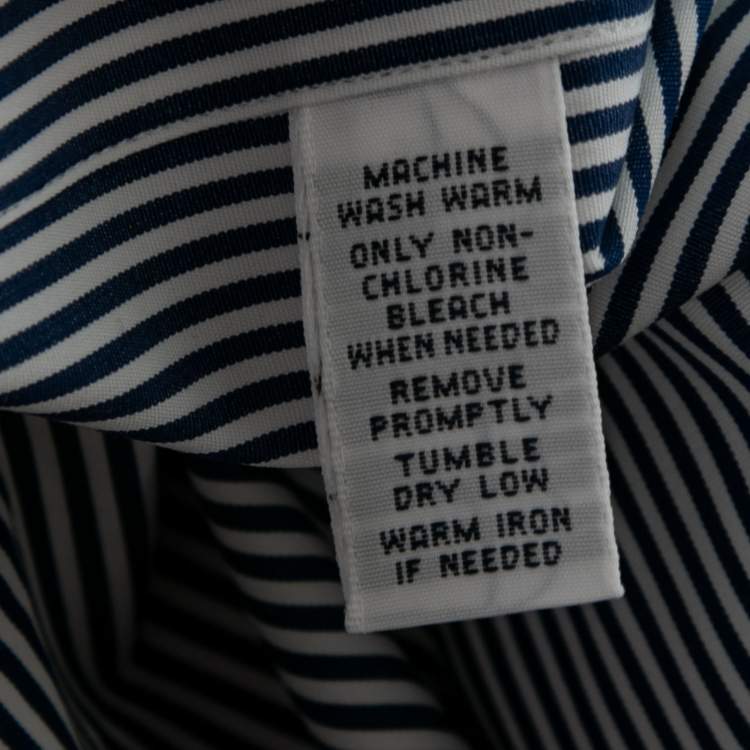 MACHINE
WASH WARM
ONLY NON-
CHLORINE
BLEACH
WHEN NEEDED
REMOVE
PROMPTLY
TUMBLE
DRY LOW
WARM IRON
IF NEEDED